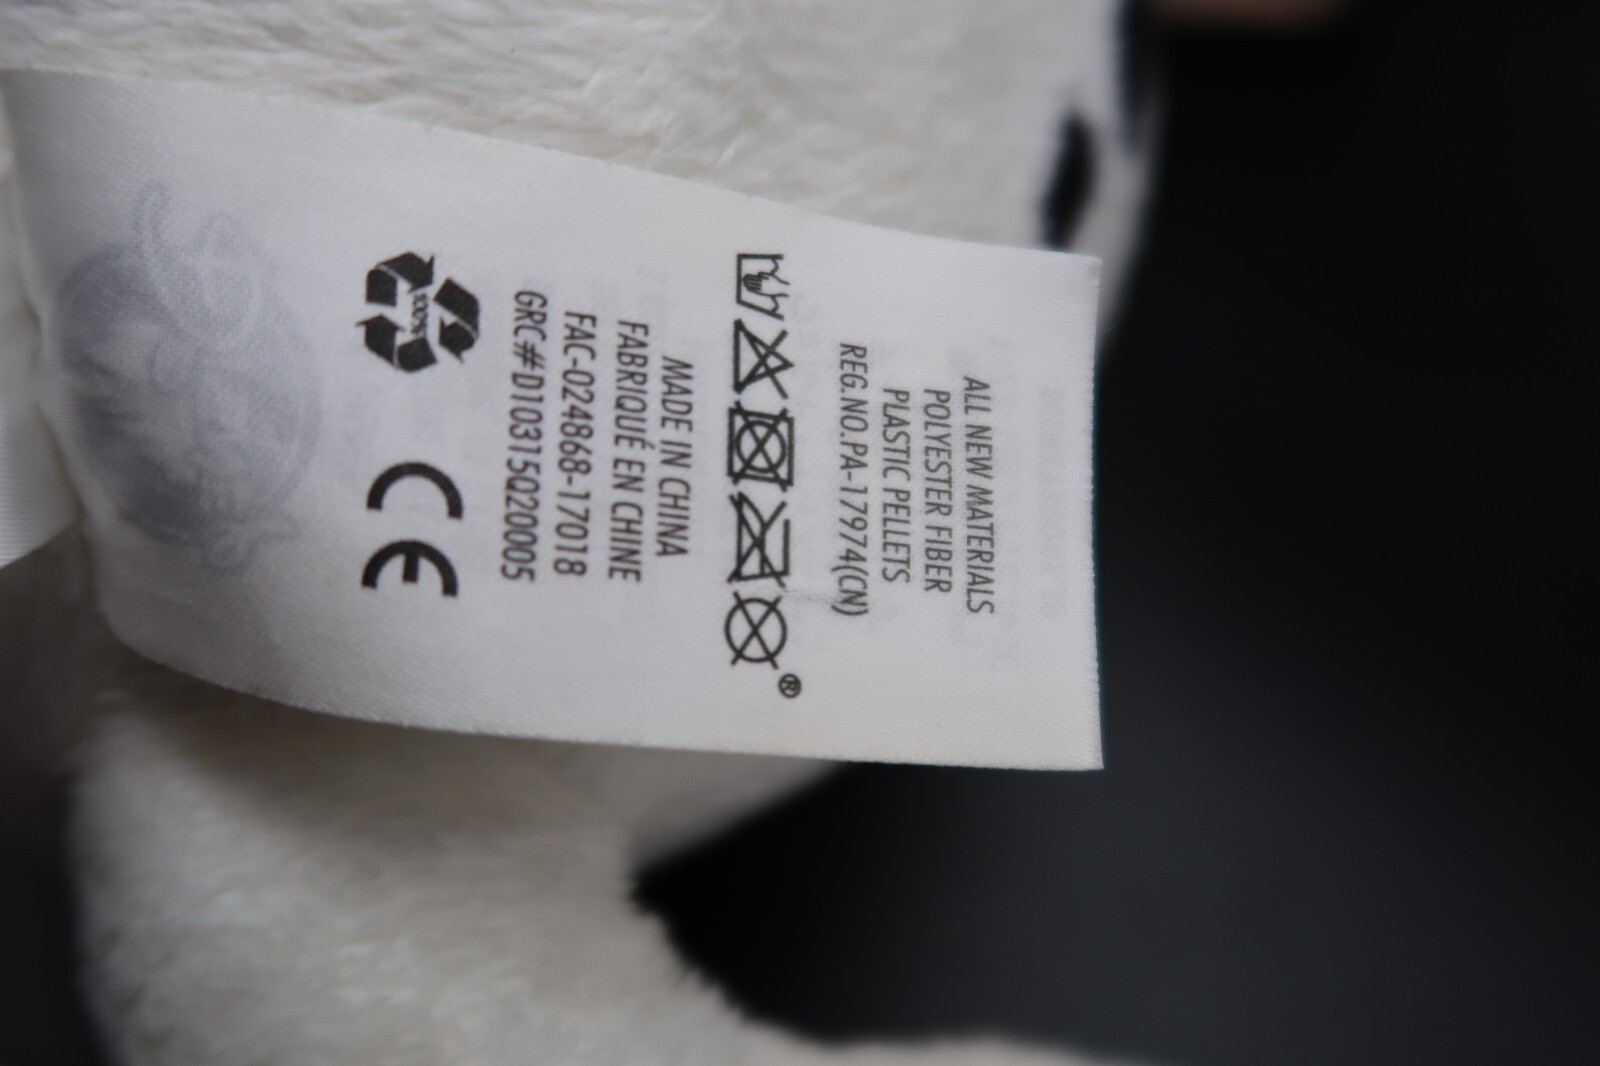 ALL NEW MATERIALS
POLYESTER FIBER
PLASTIC PELLETS
REG.NO.PA-17974(CN)
®
MADE IN CHINA
FABRIQUÉ EN CHINE
FAC-024868-17018
GRC#D10315Q20005
100%
CE